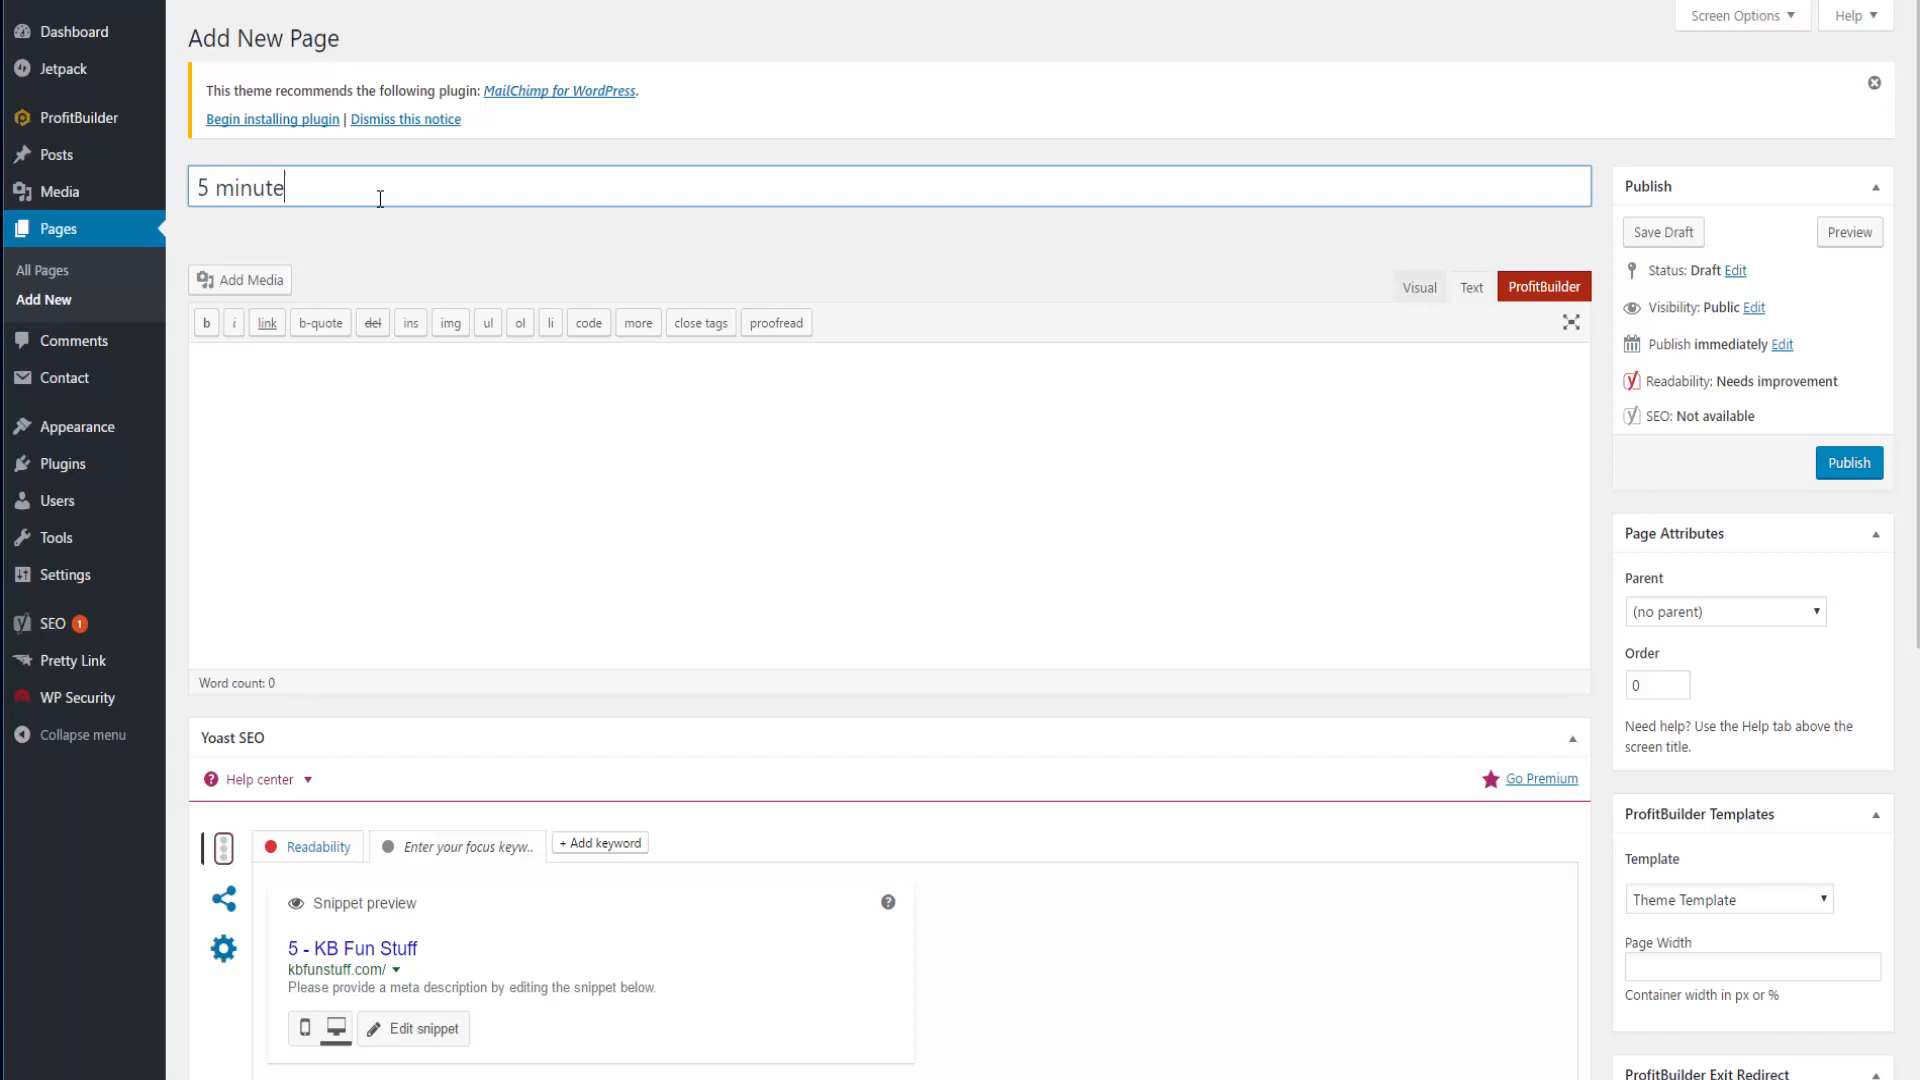 Dashboard
Jetpack
ProfitBuilder
Posts
Media
Pages
All Pages
Add New
Comments
Contact
Appearance
Plugins
Users
Tools
Settings
SEO 1
Pretty Link
WP Security
Collapse menu
Screen Options
Help
Add New Page
This theme recommends the following plugin: MailChimp for WordPress.
Begin installing plugin | Dismiss this notice
5 minute
Add Media
Visual
Text
ProfitBuilder
b i link b-quote del ins img ul ol li code more close tags proofread
Word count: 0
Yoast SEO
Help center
Go Premium
Readability
Enter your focus keyw..
+ Add keyword
Snippet preview
5 - KB Fun Stuff
kbfunstuff.com/
Please provide a meta description by editing the snippet below.
Edit snippet
Publish
Save Draft
Preview
Status: Draft Edit
Visibility: Public Edit
Publish immediately Edit
Readability: Needs improvement
SEO: Not available
Publish
Page Attributes
Parent
(no parent)
Order
0
Need help? Use the Help tab above the
screen title.
ProfitBuilder Templates
Template
Theme Template
Page Width
Container width in px or %
ProfitBuilder Exit Redirect